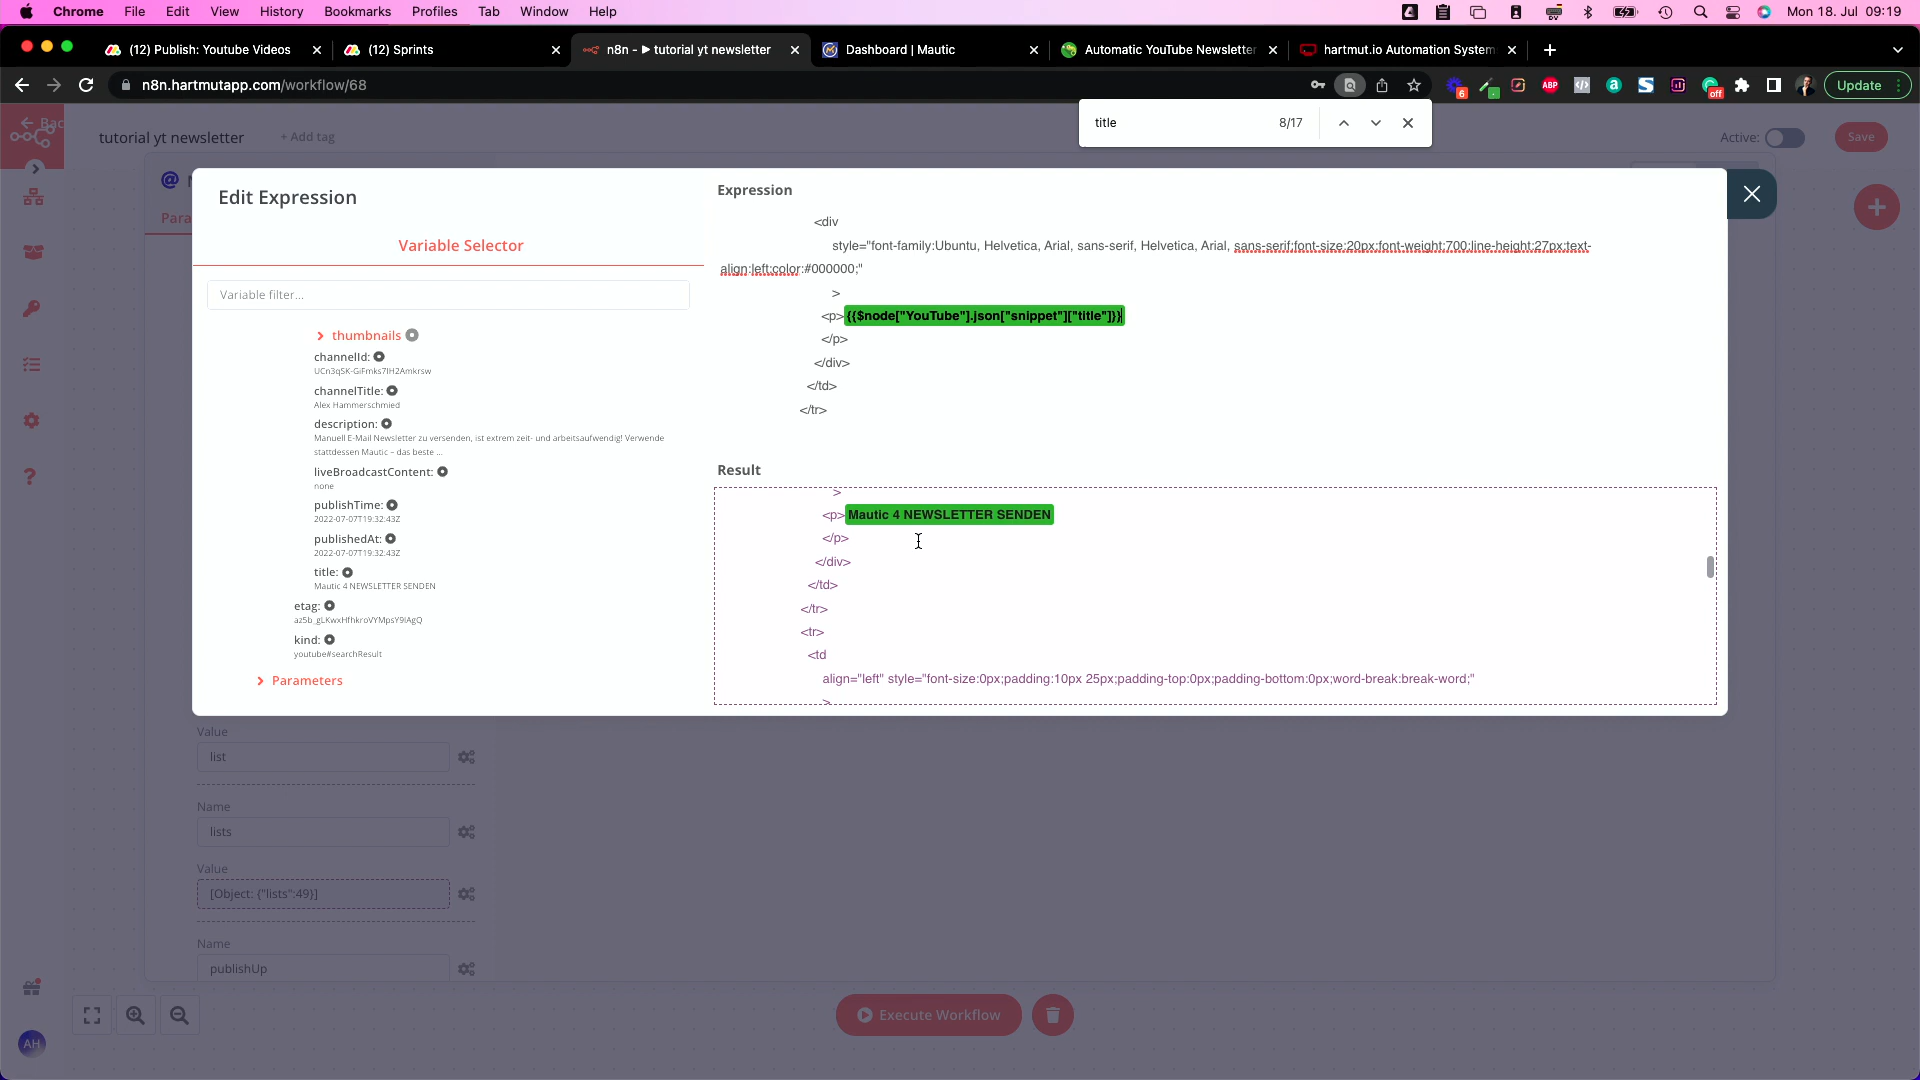 Chrome File Edit View History Bookmarks Profiles Tab Window Help Mon 18. Jul 09:19
(12) Publish: Youtube Videos
(12) Sprints
n8n - ▶ tutorial yt newsletter
Dashboard | Mautic
Automatic YouTube Newsletter
hartmut.io Automation System
n8n.hartmutapp.com/workflow/68
6
ABP
off
Update
title 8/17
tutorial yt newsletter
+ Add tag
Active:
Save
Edit Expression
Variable Selector
Variable filter...
thumbnails
channelId:
UCn3qSK-GiFmks7IH2Amkrsw
channelTitle:
Alex Hammerschmied
description:
Manuell E-Mail Newsletter zu versenden, ist extrem zeit- und arbeitsaufwendig! Verwende
stattdessen Mautic – das beste ...
liveBroadcastContent:
none
publishTime:
2022-07-07T19:32:43Z
publishedAt:
2022-07-07T19:32:43Z
title:
Mautic 4 NEWSLETTER SENDEN
etag:
az5b_gLKwxHfhkroVYMpsY9lAgQ
kind:
youtube#searchResult
Parameters
Expression
<div
style="font-family:Ubuntu, Helvetica, Arial, sans-serif, Helvetica, Arial, sans-serif;font-size:20px;font-weight:700;line-height:27px;text-
align:left;color:#000000;"
>
<p>{{$node["YouTube"].json["snippet"]["title"]}}
</p>
</div>
</td>
</tr>
Result
>
<p>Mautic 4 NEWSLETTER SENDEN
</p>
</div>
</td>
</tr>
<tr>
<td
align="left" style="font-size:0px;padding:10px 25px;padding-top:0px;padding-bottom:0px;word-break:break-word;"
>
Value
list
Name
lists
Value
[Object: {"lists":49}]
Name
publishUp
Execute Workflow
AH